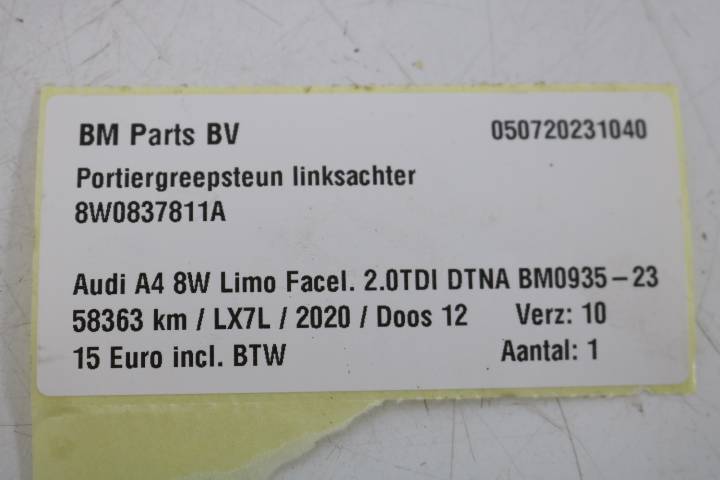 BM Parts BV 050720231040
Portiergreepsteun linksachter
8W0837811A
Audi A4 8W Limo Facel. 2.0TDI DTNA BM0935-23
58363 km / LX7L / 2020 / Doos 12 Verz: 10
15 Euro incl. BTW Aantal: 1